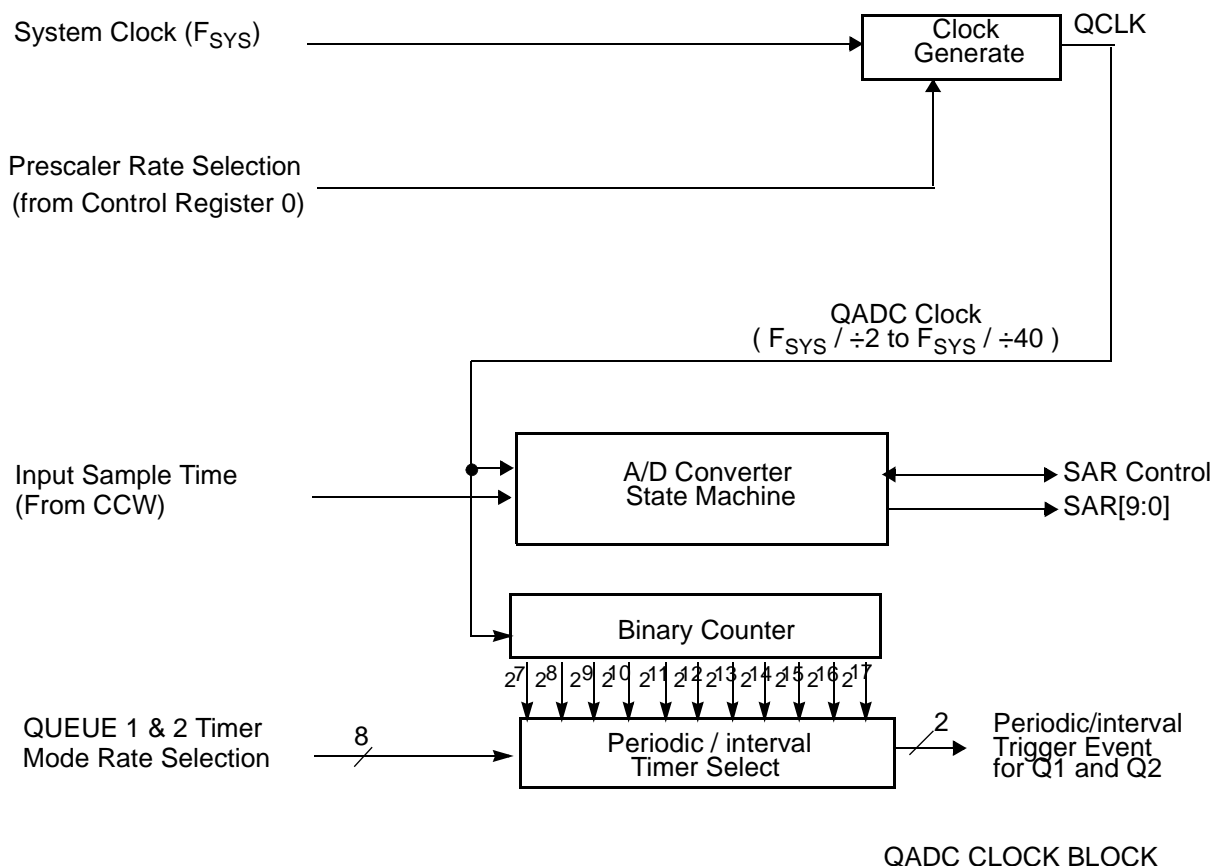 System Clock (FSYS)
Clock
Generate
QCLK
Prescaler Rate Selection
(from Control Register 0)
QADC Clock
( FSYS / ÷2 to FSYS / ÷40 )
Input Sample Time
(From CCW)
A/D Converter
State Machine
SAR Control
SAR[9:0]
Binary Counter
2^7 2^8 2^9 2^10 2^11 2^12 2^13 2^14 2^15 2^16 2^17
QUEUE 1 & 2 Timer
Mode Rate Selection
8
Periodic / interval
Timer Select
2
Periodic/interval
Trigger Event
for Q1 and Q2
QADC CLOCK BLOCK